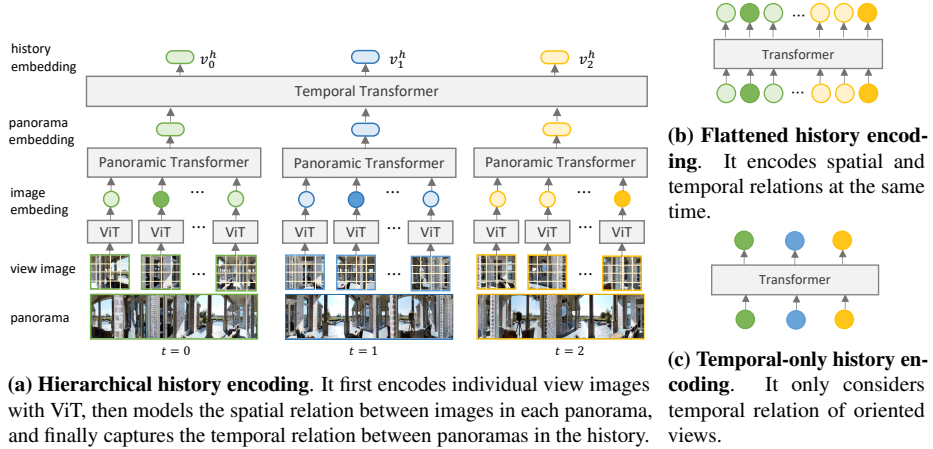 history
embedding
v_0^h
v_1^h
v_2^h
Temporal Transformer
panorama
embedding
Panoramic Transformer
Panoramic Transformer
Panoramic Transformer
image
embeding
...
...
...
ViT
ViT
...
ViT
ViT
ViT
...
ViT
ViT
ViT
...
ViT
view image
...
...
...
panorama
t = 0
t = 1
t = 2
(a) Hierarchical history encoding. It first encodes individual view images
with ViT, then models the spatial relation between images in each panorama,
and finally captures the temporal relation between panoramas in the history.
...
Transformer
...
(b) Flattened history encod-
ing. It encodes spatial and
temporal relations at the same
time.
Transformer
(c) Temporal-only history en-
coding. It only considers
temporal relation of oriented
views.